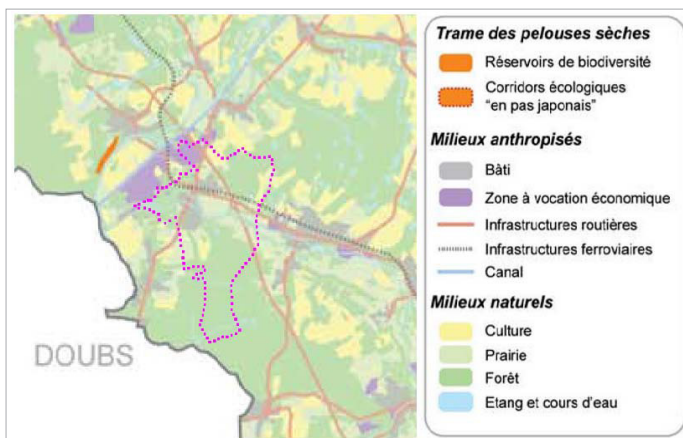 DOUBS
Trame des pelouses sèches
Réservoirs de biodiversité
Corridors écologiques
"en pas japonais"
Milieux anthropisés
Bâti
Zone à vocation économique
Infrastructures routières
Infrastructures ferroviaires
Canal
Milieux naturels
Culture
Prairie
Forêt
Etang et cours d'eau